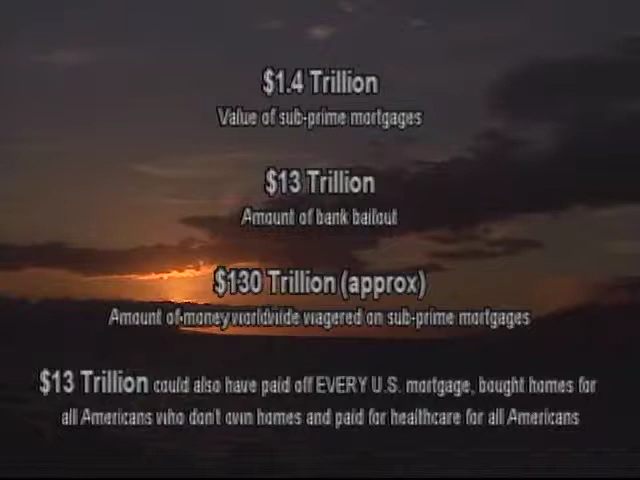 $1.4 Trillion
Value of sub-prime mortgages
$13 Trillion
Amount of bank bailout
$130 Trillion (approx)
Amount of money worldwide wagered on sub-prime mortgages
$13 Trillion could also have paid off EVERY U.S. mortgage, bought homes for
all Americans who don't own homes and paid for healthcare for all Americans